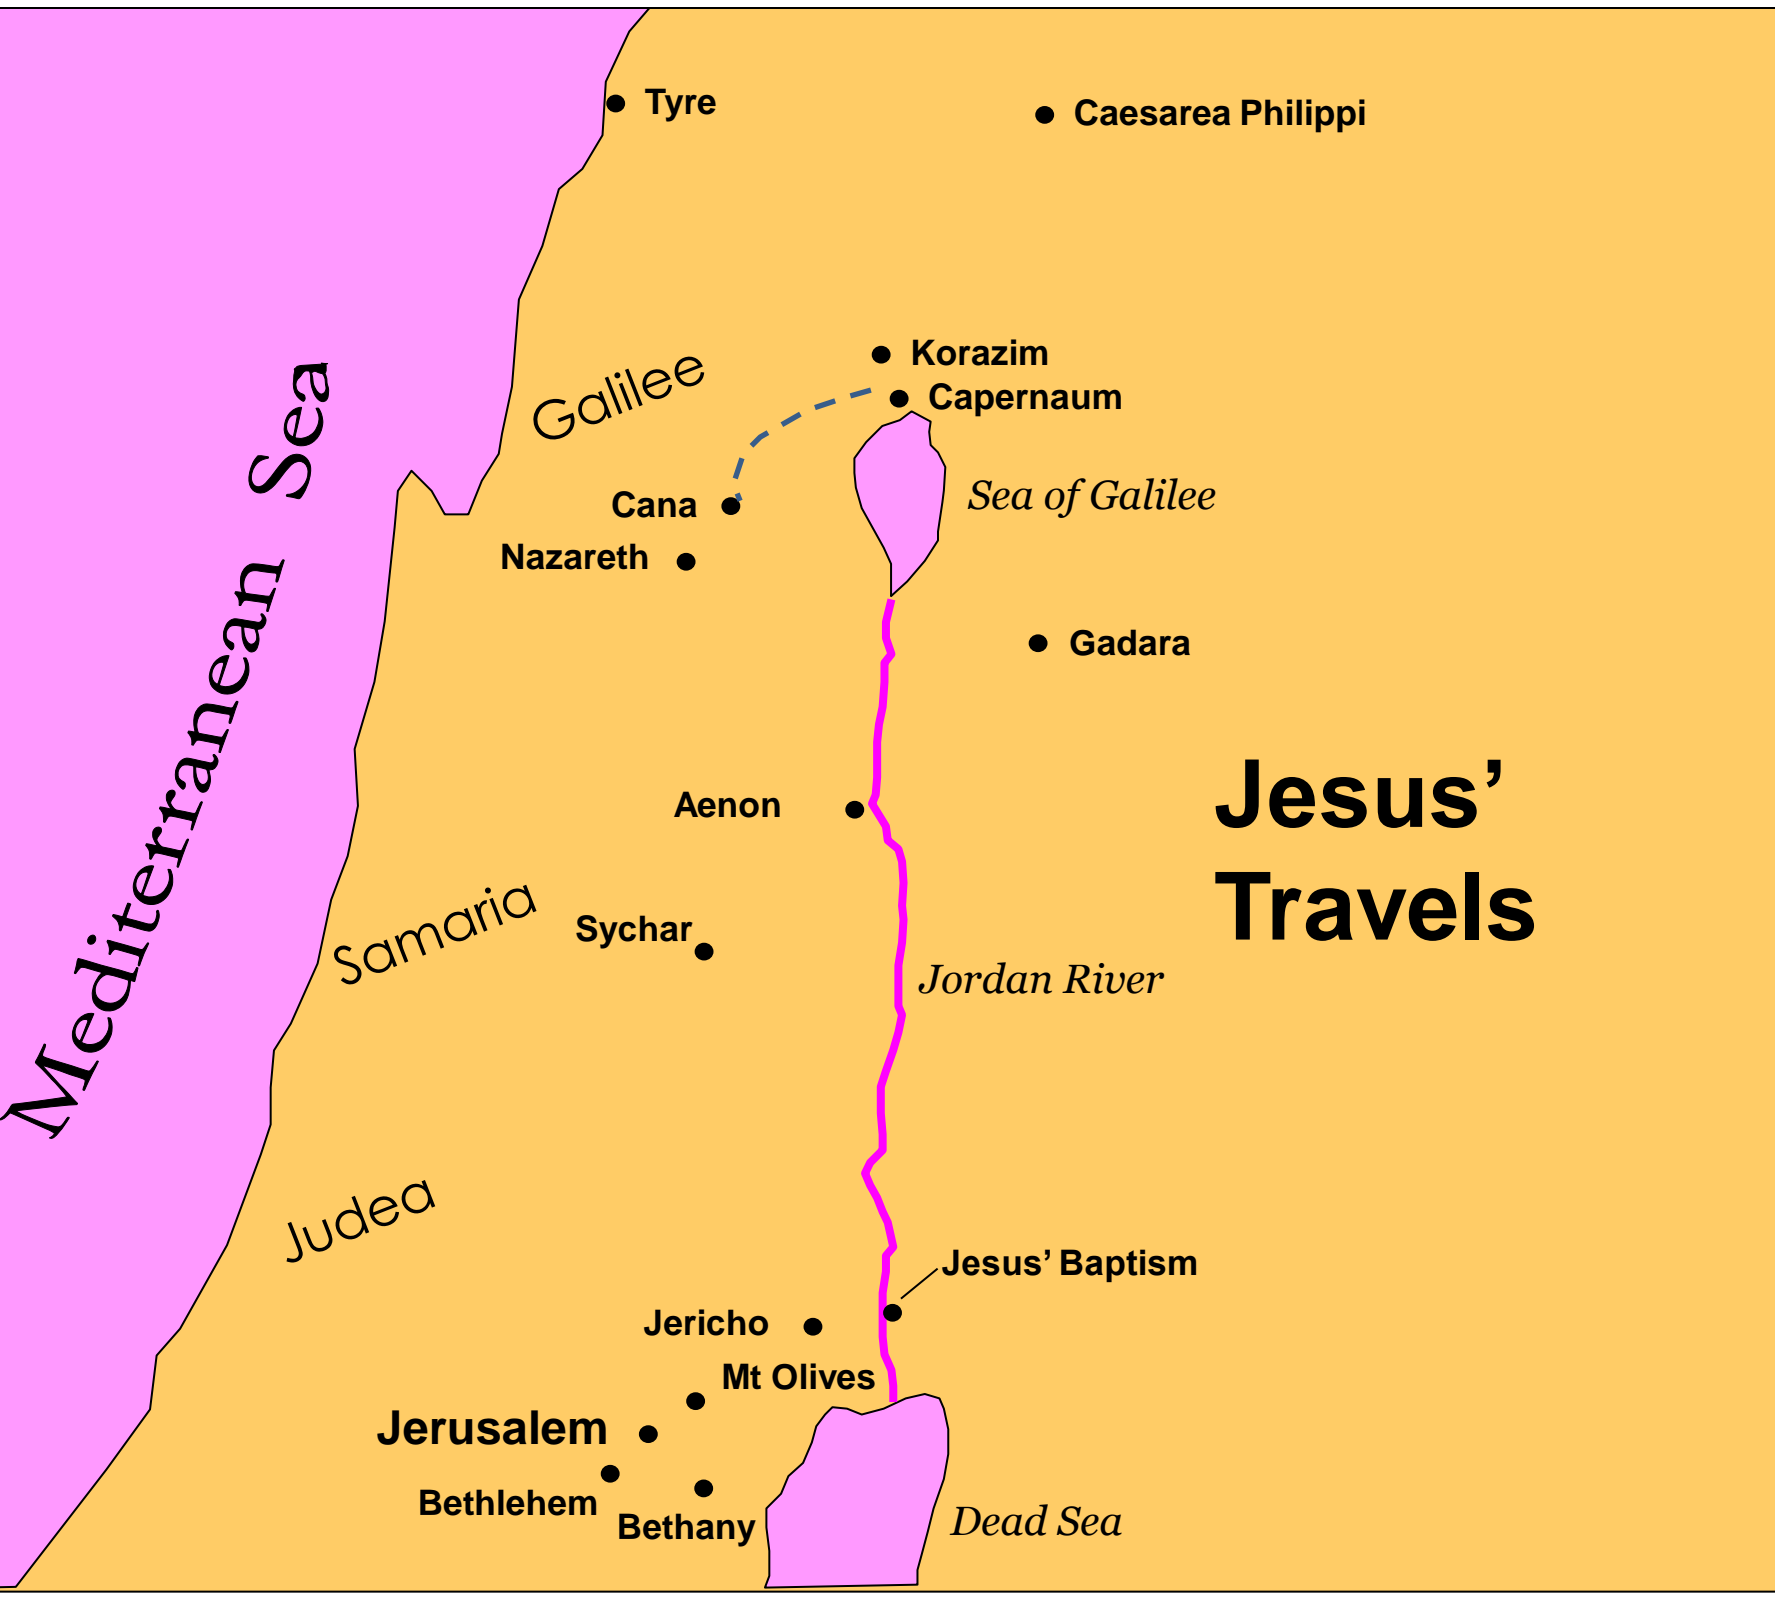 Tyre
Caesarea Philippi
Korazim
Galilee
Capernaum
Mediterranean Sea
Cana
Sea of Galilee
Nazareth
Gadara
Jesus’
Travels
Aenon
Samaria
Sychar
Jordan River
Judea
Jesus’ Baptism
Jericho
Mt Olives
Jerusalem
Bethlehem
Bethany
Dead Sea